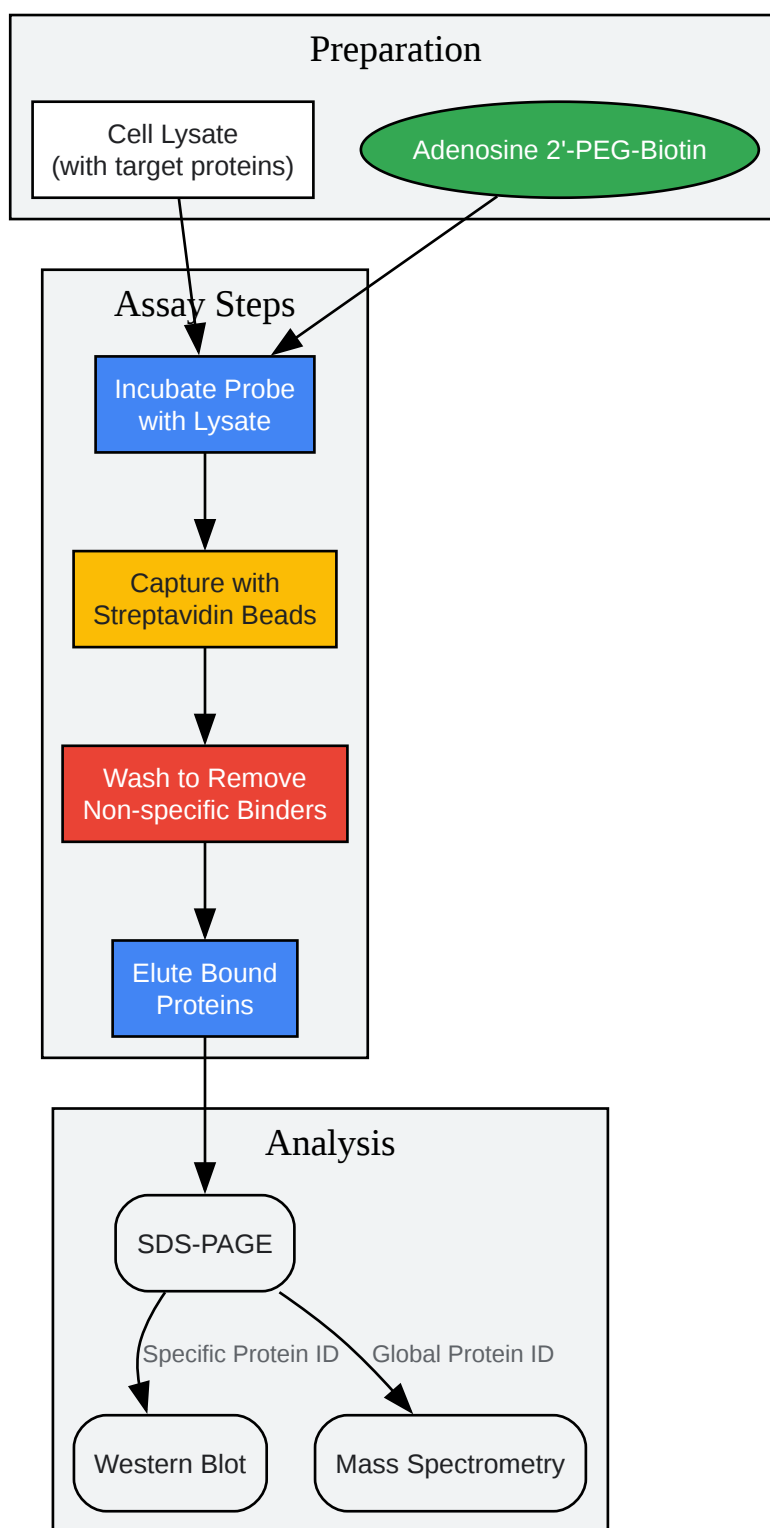 Preparation
Cell Lysate
(with target proteins)
Adenosine 2'-PEG-Biotin
Assay Steps
Incubate Probe
with Lysate
Capture with
Streptavidin Beads
Wash to Remove
Non-specific Binders
Elute Bound
Proteins
Analysis
SDS-PAGE
Specific Protein ID
Global Protein ID
Western Blot
Mass Spectrometry